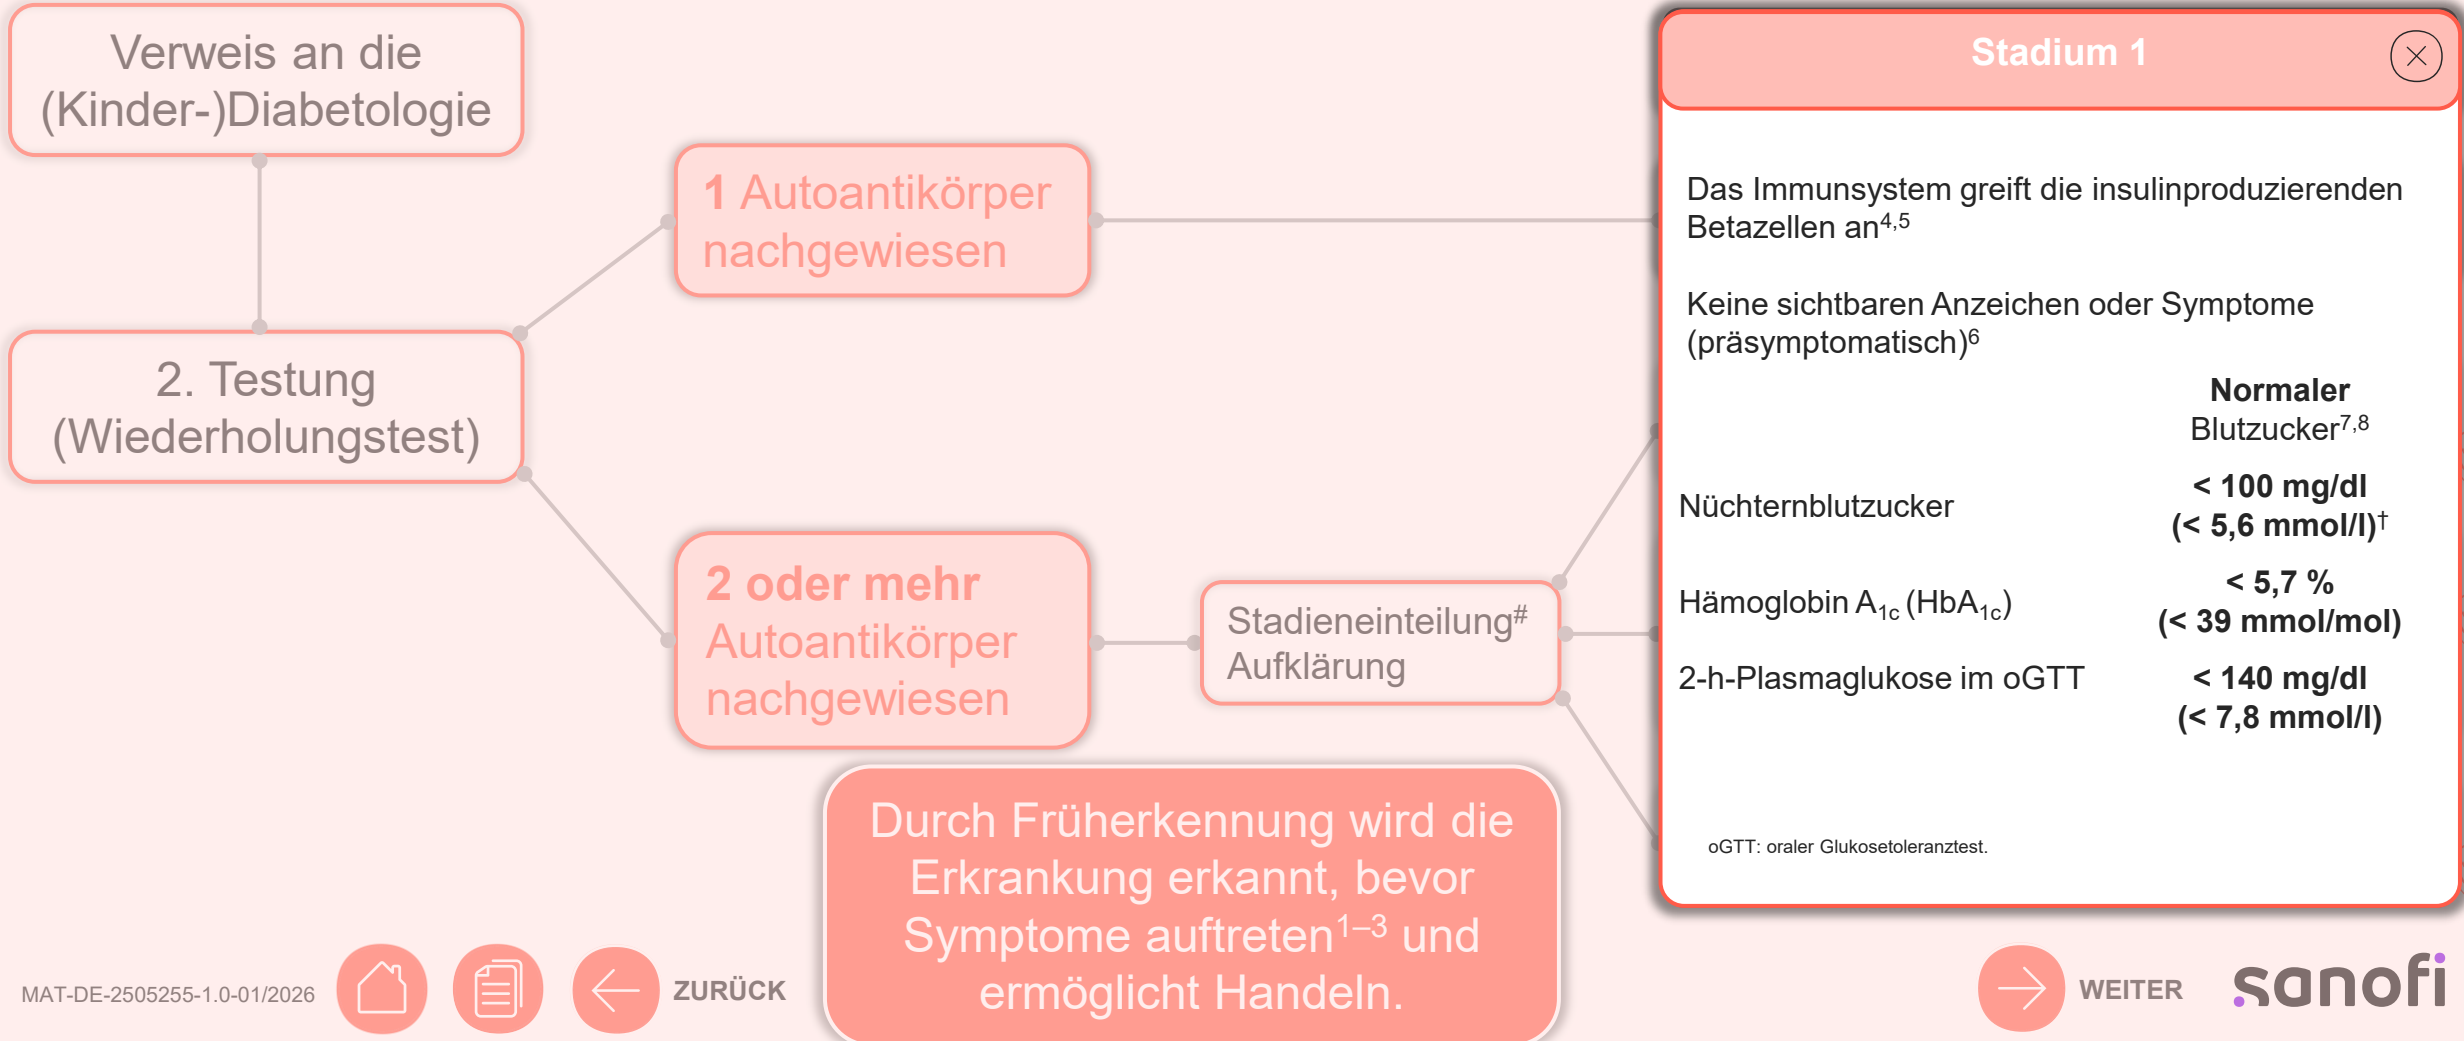 Verweis an die
(Kinder-)Diabetologie
2. Testung
(Wiederholungstest)
1 Autoantikörper
nachgewiesen
2 oder mehr
Autoantikörper
nachgewiesen
Stadieneinteilung#
Aufklärung
Durch Früherkennung wird die
Erkrankung erkannt, bevor
Symptome auftreten1–3 und
ermöglicht Handeln.
Stadium 1
Das Immunsystem greift die insulinproduzierenden
Betazellen an4,5
Keine sichtbaren Anzeichen oder Symptome
(präsymptomatisch)6
Normaler
Blutzucker7,8
Nüchternblutzucker
< 100 mg/dl
(< 5,6 mmol/l)†
Hämoglobin A1c (HbA1c)
< 5,7 %
(< 39 mmol/mol)
2-h-Plasmaglukose im oGTT
< 140 mg/dl
(< 7,8 mmol/l)
oGTT: oraler Glukosetoleranztest.
MAT-DE-2505255-1.0-01/2026
ZURÜCK
WEITER
sanofi